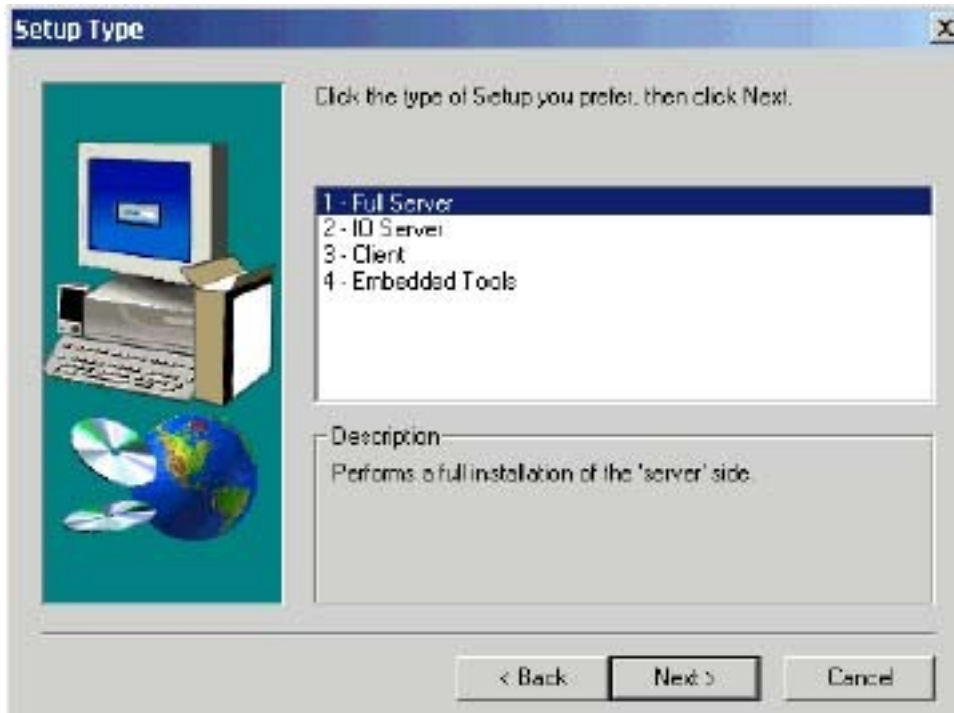 Setup Type
Click the type of Setup you prefer, then click Next.
1 - Full Server
2 - IO Server
3 - Client
4 - Embedded Tools
Description
Performs a full installation of the 'server' side.
< Back
Next >
Cancel